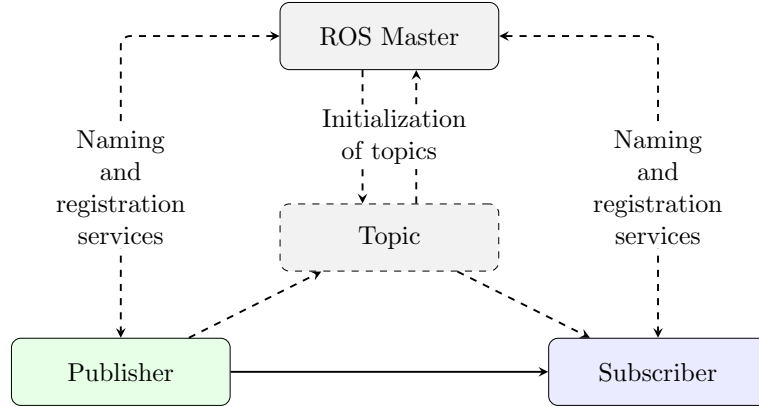 ROS Master
Initialization
of topics
Naming
and
registration
services
Naming
and
registration
services
Topic
Publisher
Subscriber